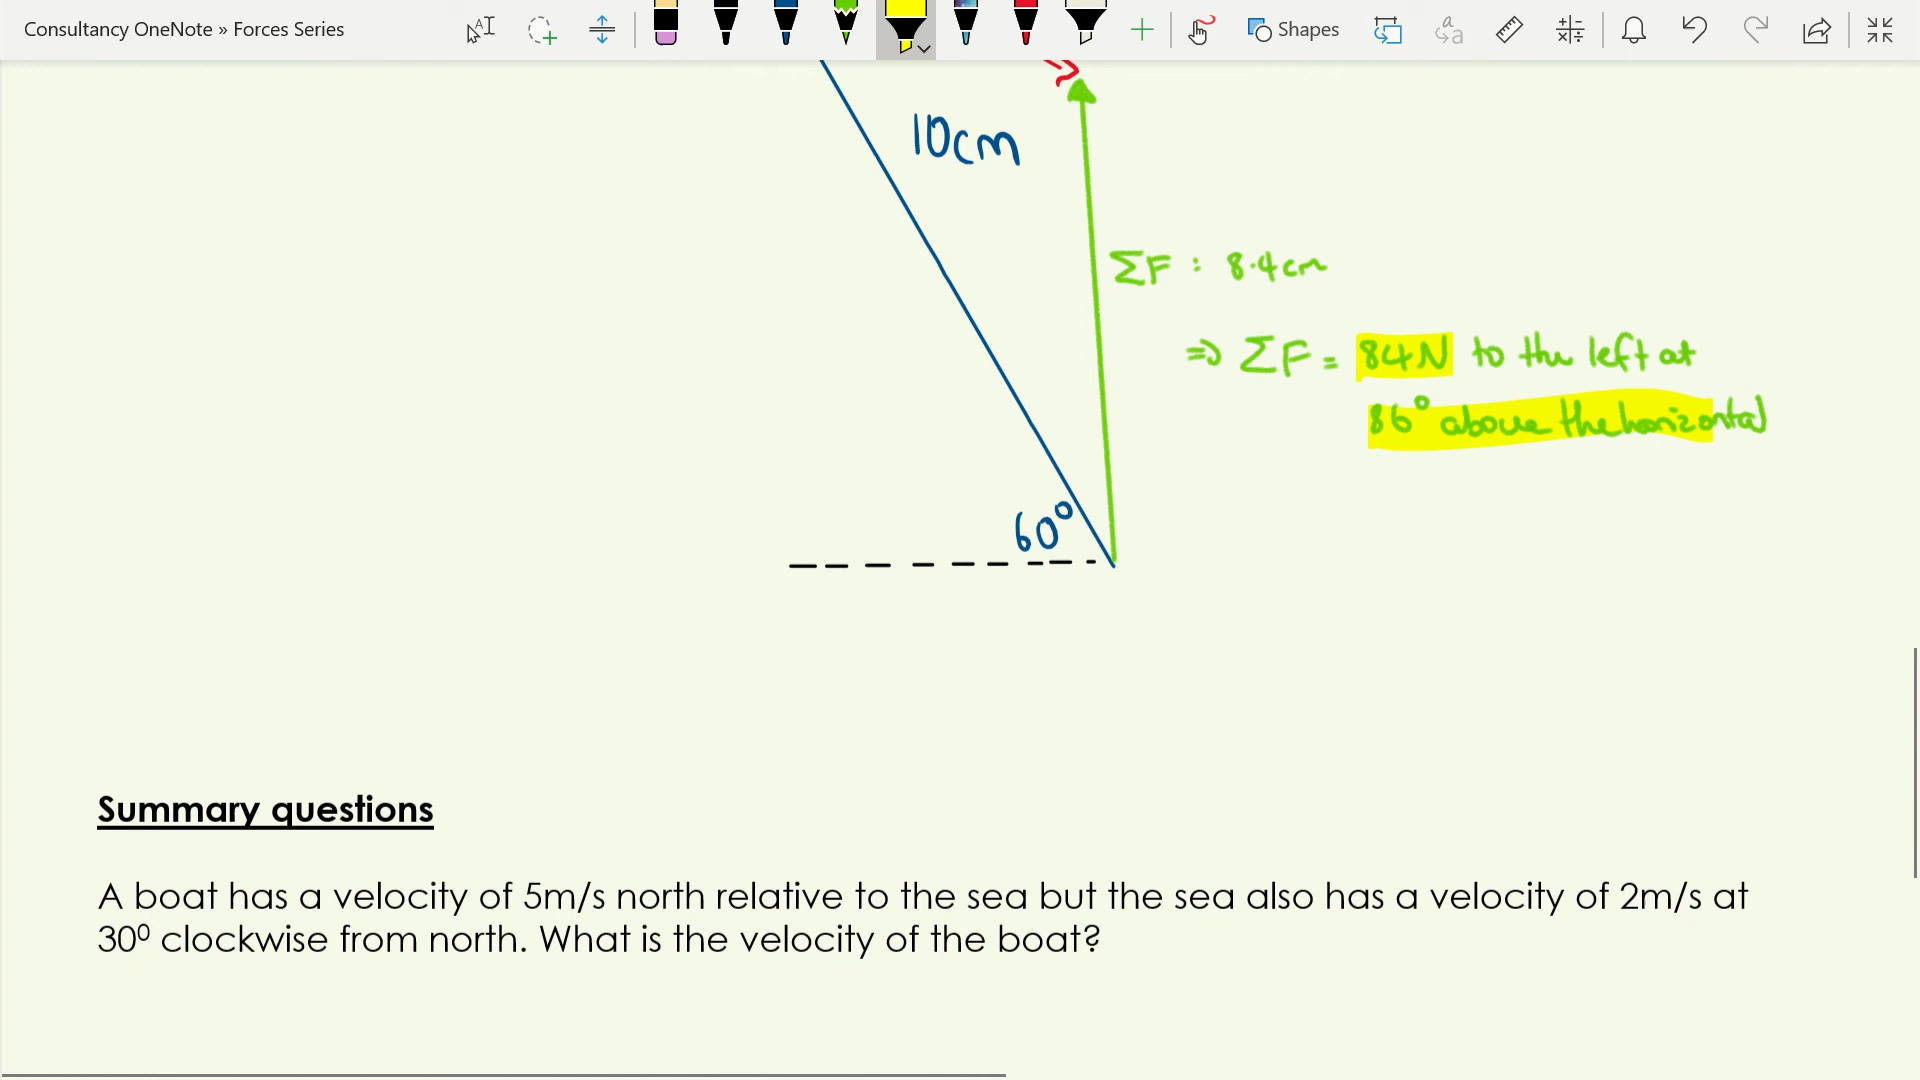 Consultancy OneNote » Forces Series
Shapes
10cm
ΣF : 8.4cm
⇒ ΣF = 84N to the left at
86° above the horizontal
60°
Summary questions
A boat has a velocity of 5m/s north relative to the sea but the sea also has a velocity of 2m/s at
30⁰ clockwise from north. What is the velocity of the boat?